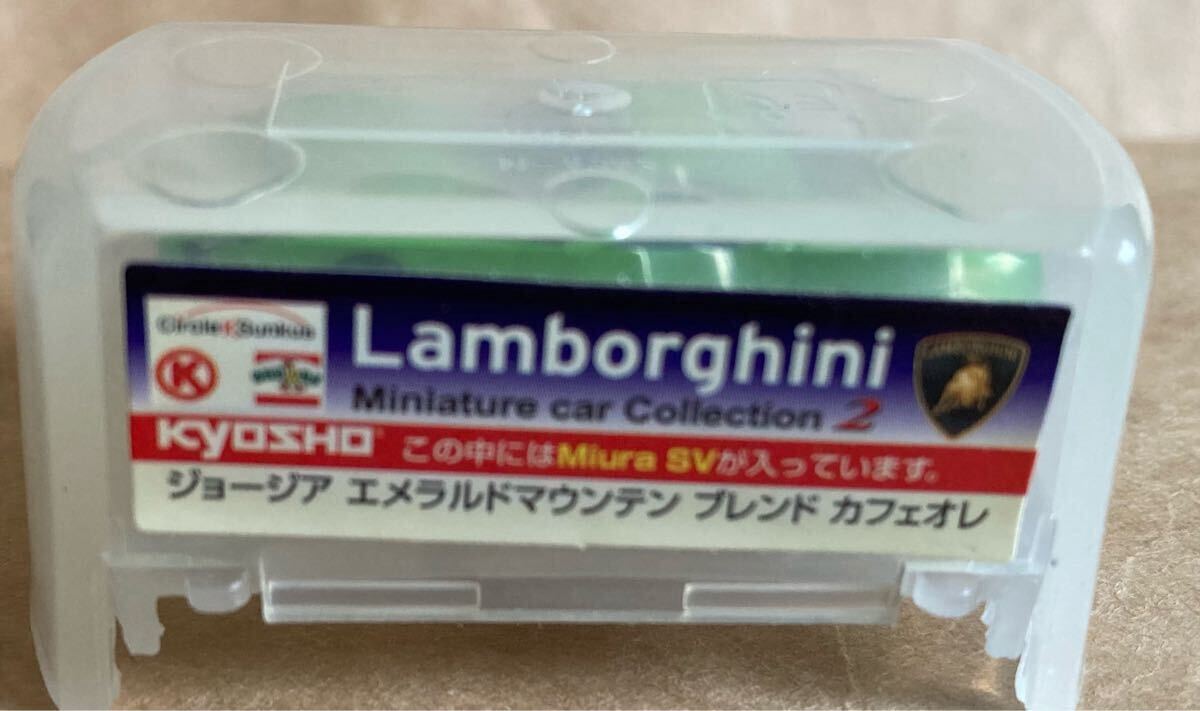 CircleKSunkus
K
Lamborghini
LAMBORGHINI
Miniature car Collection 2
KYOSHO この中にはMiura SVが入っています。
ジョージア エメラルドマウンテン ブレンド カフェオレ